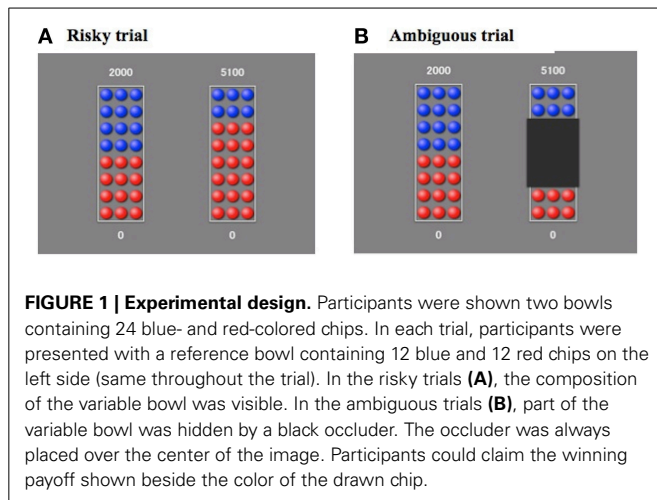 A Risky trial
B Ambiguous trial
2000 5100
2000 5100
0 0
0 0
FIGURE 1 | Experimental design. Participants were shown two bowls
containing 24 blue- and red-colored chips. In each trial, participants were
presented with a reference bowl containing 12 blue and 12 red chips on the
left side (same throughout the trial). In the risky trials (A), the composition
of the variable bowl was visible. In the ambiguous trials (B), part of the
variable bowl was hidden by a black occluder. The occluder was always
placed over the center of the image. Participants could claim the winning
payoff shown beside the color of the drawn chip.